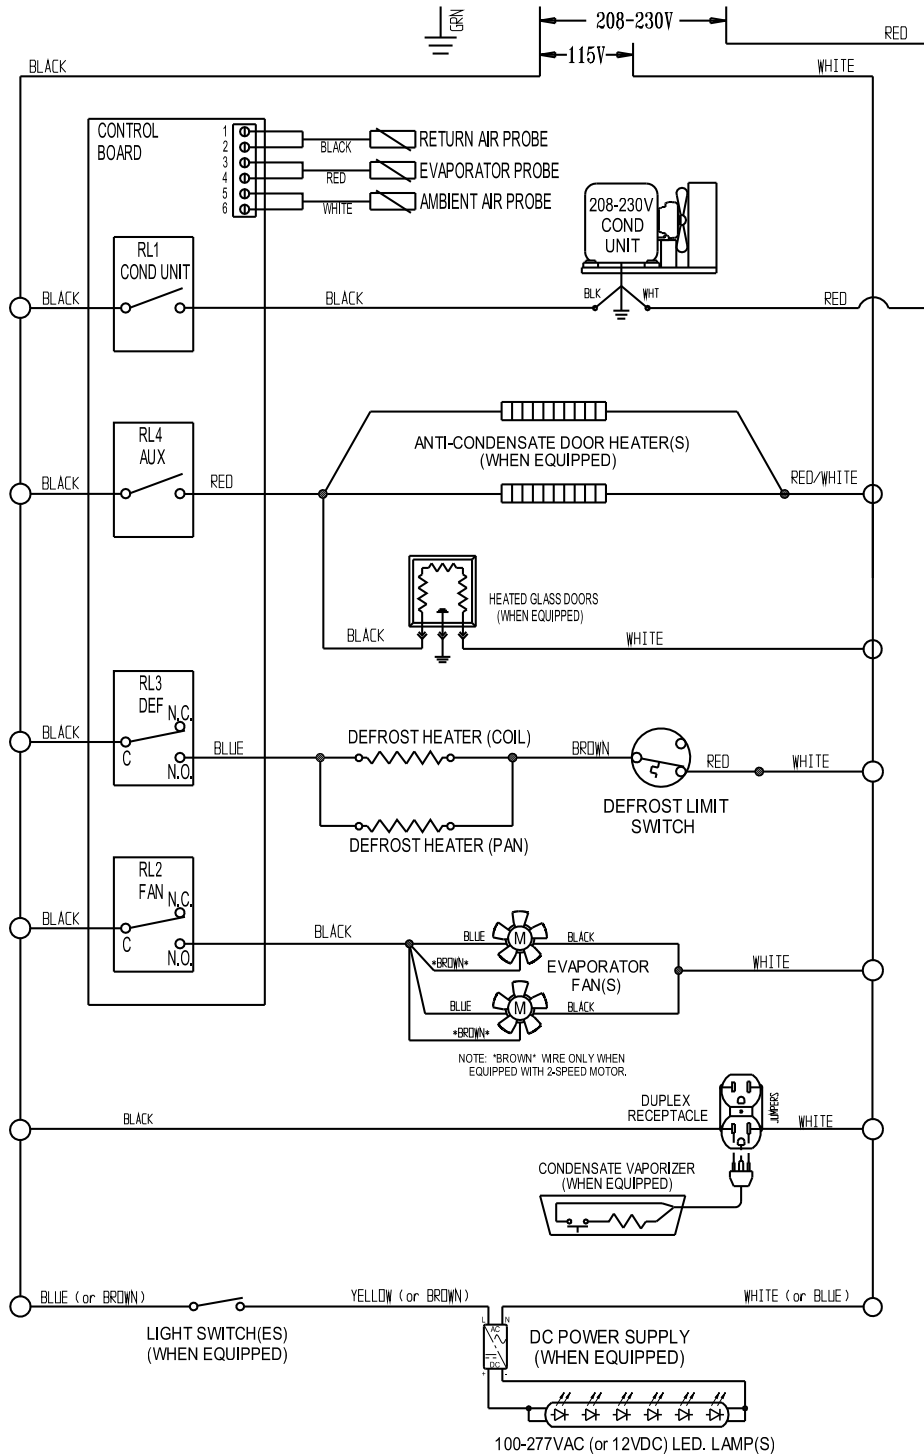 GRN
208-230V
RED
115V
BLACK
WHITE
CONTROL
BOARD
1
2
3
4
5
6
BLACK
RETURN AIR PROBE
RED
EVAPORATOR PROBE
WHITE
AMBIENT AIR PROBE
208-230V
COND
UNIT
RL1
COND UNIT
BLACK
BLACK
BLK
WHT
RED
RL4
AUX
BLACK
RED
ANTI-CONDENSATE DOOR HEATER(S)
(WHEN EQUIPPED)
RED/WHITE
HEATED GLASS DOORS
(WHEN EQUIPPED)
BLACK
WHITE
RL3
DEF
N.C.
BLACK
C
N.O.
BLUE
DEFROST HEATER (COIL)
BROWN
RED
WHITE
DEFROST LIMIT
SWITCH
DEFROST HEATER (PAN)
RL2
FAN
N.C.
BLACK
C
N.O.
BLACK
BLUE
M
BLACK
*BROWN*
EVAPORATOR
FAN(S)
WHITE
BLUE
M
BLACK
*BROWN*
NOTE: *BROWN* WIRE ONLY WHEN
EQUIPPED WITH 2-SPEED MOTOR.
BLACK
DUPLEX
RECEPTACLE
JUMPERS
WHITE
CONDENSATE VAPORIZER
(WHEN EQUIPPED)
BLUE (or BROWN)
YELLOW (or BROWN)
WHITE (or BLUE)
LIGHT SWITCH(ES)
(WHEN EQUIPPED)
L
N
AC
DC
+
-
DC POWER SUPPLY
(WHEN EQUIPPED)
100-277VAC (or 12VDC) LED. LAMP(S)